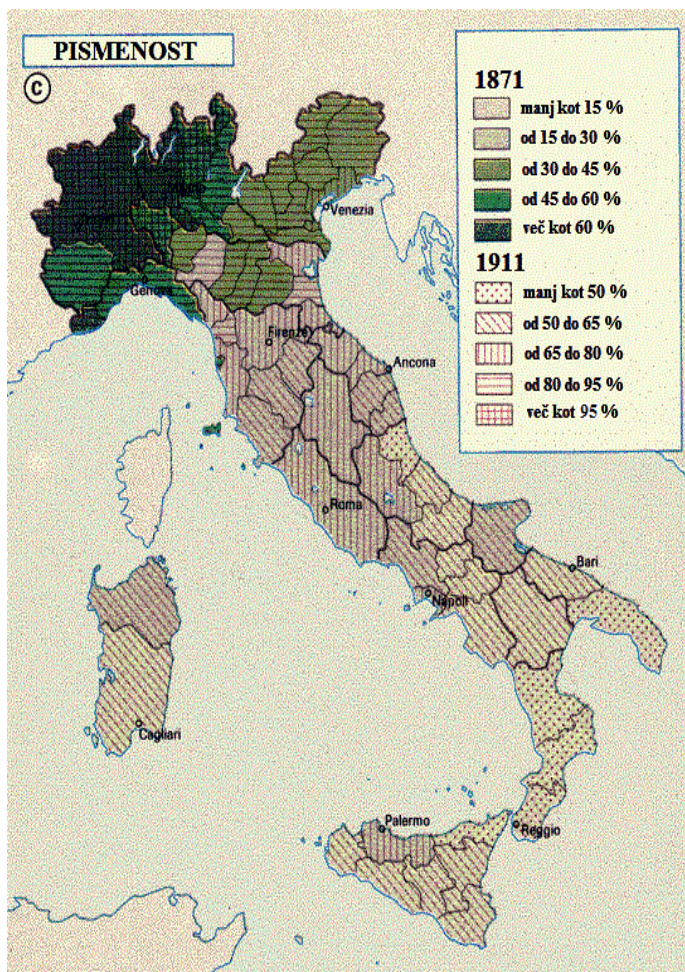 PISMENOST
C
1871
manj kot 15 %
od 15 do 30 %
od 30 do 45 %
od 45 do 60 %
več kot 60 %
1911
manj kot 50 %
od 50 do 65 %
od 65 do 80 %
od 80 do 95 %
več kot 95 %
Venezia
Genova
Firenze
Ancona
Roma
Bari
Napoli
Cagliari
Palermo
Reggio